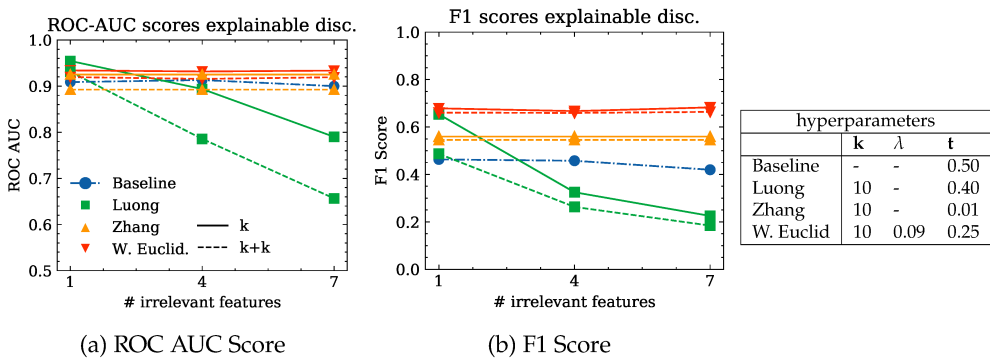 ROC-AUC scores explainable disc.
1.0
0.9
0.8
0.7
0.6
0.5
ROC AUC
Baseline
Luong
Zhang
W. Euclid.
k
k+k
1
4
7
# irrelevant features
(a) ROC AUC Score
F1 scores explainable disc.
1.0
0.8
0.6
0.4
0.2
0.0
F1 Score
1
4
7
# irrelevant features
(b) F1 Score
hyperparameters
k λ t
Baseline - - 0.50
Luong 10 - 0.40
Zhang 10 - 0.01
W. Euclid 10 0.09 0.25